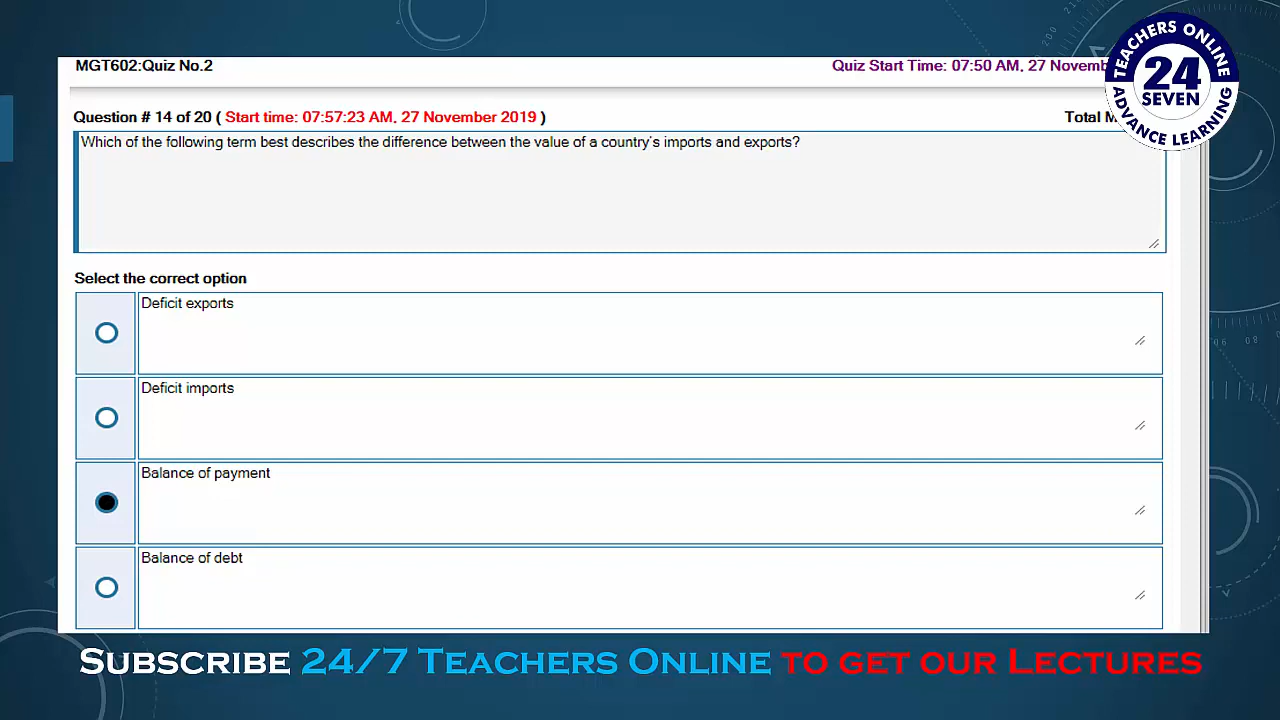 MGT602:Quiz No.2
Quiz Start Time: 07:50 AM, 27 Novemb
TEACHERS ONLINE
24
SEVEN
ADVANCE LEARNING
Question # 14 of 20 ( Start time: 07:57:23 AM, 27 November 2019 )
Total M
Which of the following term best describes the difference between the value of a country's imports and exports?
Select the correct option
Deficit exports
Deficit imports
Balance of payment
Balance of debt
SUBSCRIBE 24/7 TEACHERS ONLINE TO GET OUR LECTURES